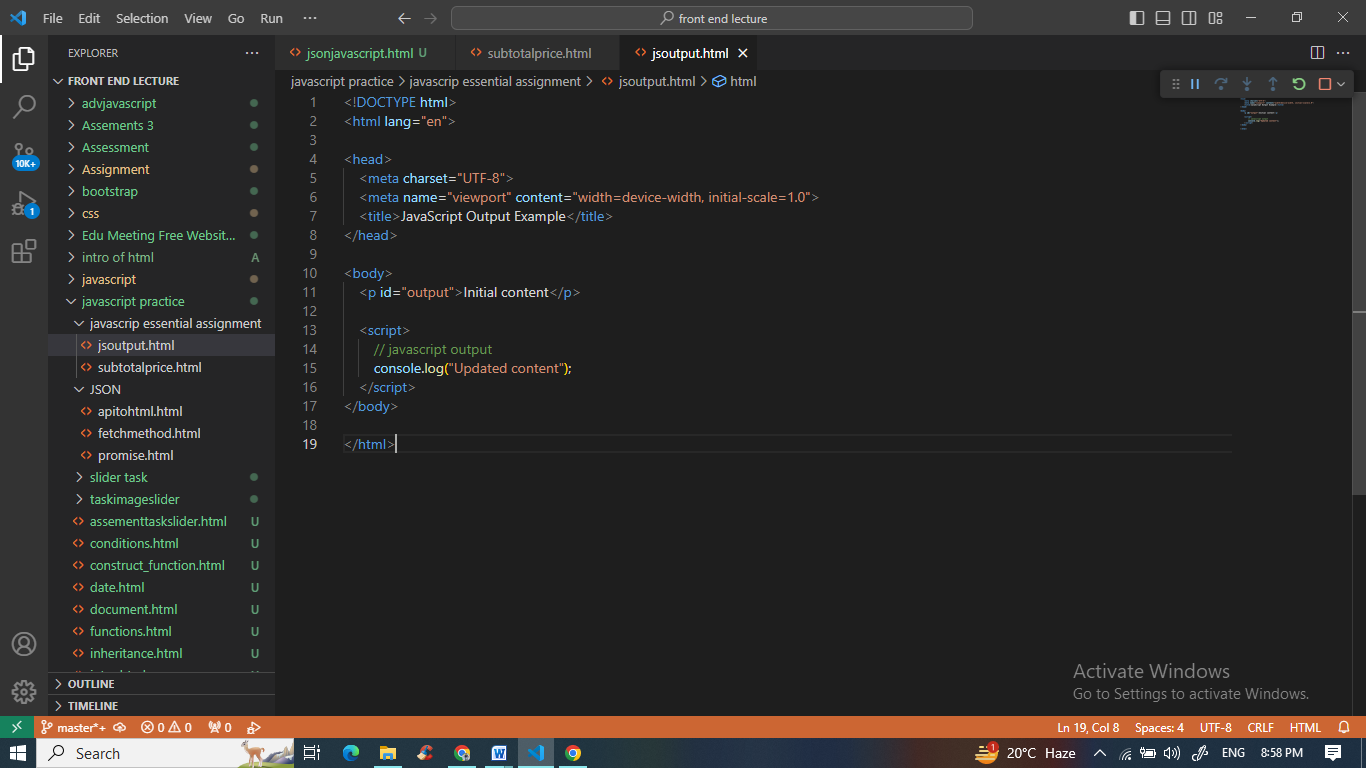 File Edit Selection View Go Run ··· front end lecture
EXPLORER ···
FRONT END LECTURE
advjavascript
Assements 3
Assessment
Assignment
bootstrap
css
Edu Meeting Free Websit...
intro of html A
javascript
javascript practice
javascrip essential assignment
jsoutput.html
subtotalprice.html
JSON
apitohtml.html
fetchmethod.html
promise.html
slider task
taskimageslider
assementtaskslider.html U
conditions.html U
construct_function.html U
date.html U
document.html U
functions.html U
inheritance.html U
OUTLINE
TIMELINE
10K+
1
jsonjavascript.html U subtotalprice.html jsoutput.html
javascript practice > javascrip essential assignment > jsoutput.html > html
1 <!DOCTYPE html>
2 <html lang="en">
3
4 <head>
5 <meta charset="UTF-8">
6 <meta name="viewport" content="width=device-width, initial-scale=1.0">
7 <title>JavaScript Output Example</title>
8 </head>
9
10 <body>
11 <p id="output">Initial content</p>
12
13 <script>
14 // javascript output
15 console.log("Updated content");
16 </script>
17 </body>
18
19 </html>
Activate Windows
Go to Settings to activate Windows.
master*+ 0 0 0 Ln 19, Col 8 Spaces: 4 UTF-8 CRLF HTML
Search 1 20°C Haze ENG 8:58 PM